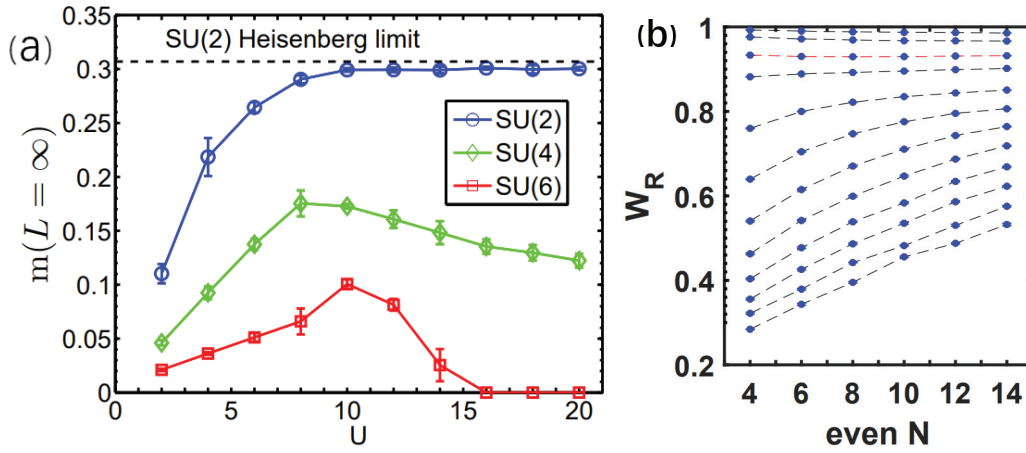 (a)
SU(2) Heisenberg limit
m(L = ∞)
0.35
0.3
0.25
0.2
0.15
0.1
0.05
0
SU(2)
SU(4)
SU(6)
0 5 10 15 20
U
(b)
W_R
1
0.8
0.6
0.4
0.2
4 6 8 10 12 14
even N